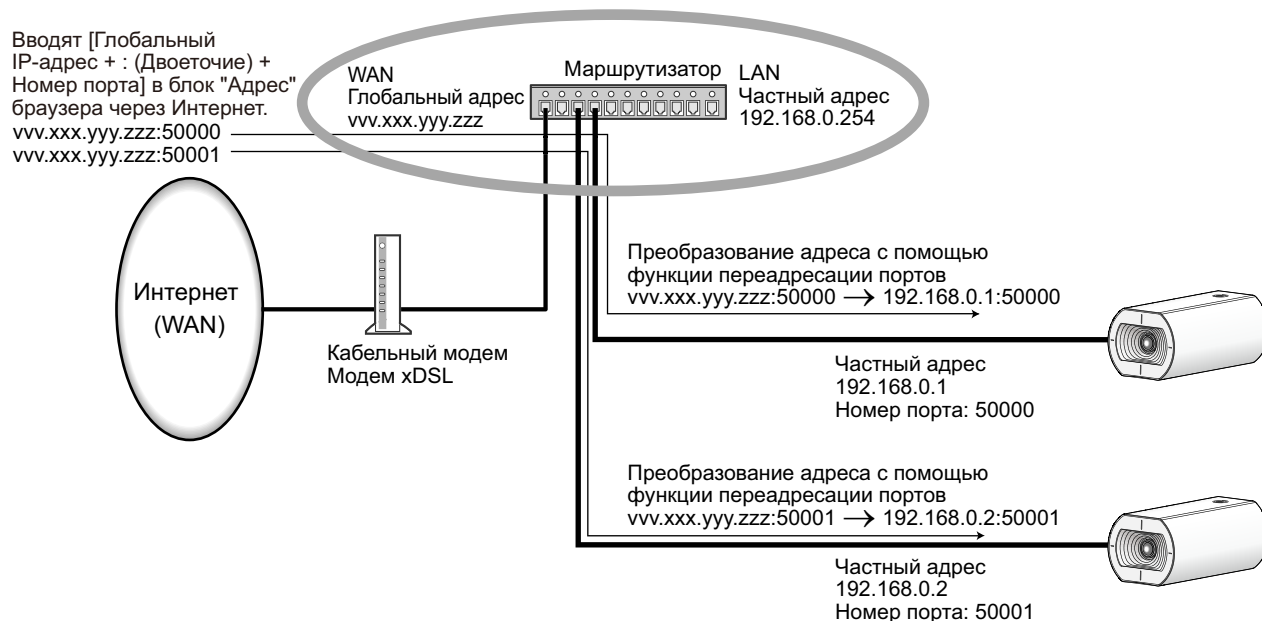 Вводят [Глобальный
IP-адрес + : (Двоеточие) +
Номер порта] в блок "Адрес"
браузера через Интернет.
vvv.xxx.yyy.zzz:50000
vvv.xxx.yyy.zzz:50001
WAN
Глобальный адрес
vvv.xxx.yyy.zzz
Маршрутизатор
LAN
Частный адрес
192.168.0.254
Интернет
(WAN)
Кабельный модем
Модем xDSL
Преобразование адреса с помощью
функции переадресации портов
vvv.xxx.yyy.zzz:50000 → 192.168.0.1:50000
Частный адрес
192.168.0.1
Номер порта: 50000
Преобразование адреса с помощью
функции переадресации портов
vvv.xxx.yyy.zzz:50001 → 192.168.0.2:50001
Частный адрес
192.168.0.2
Номер порта: 50001